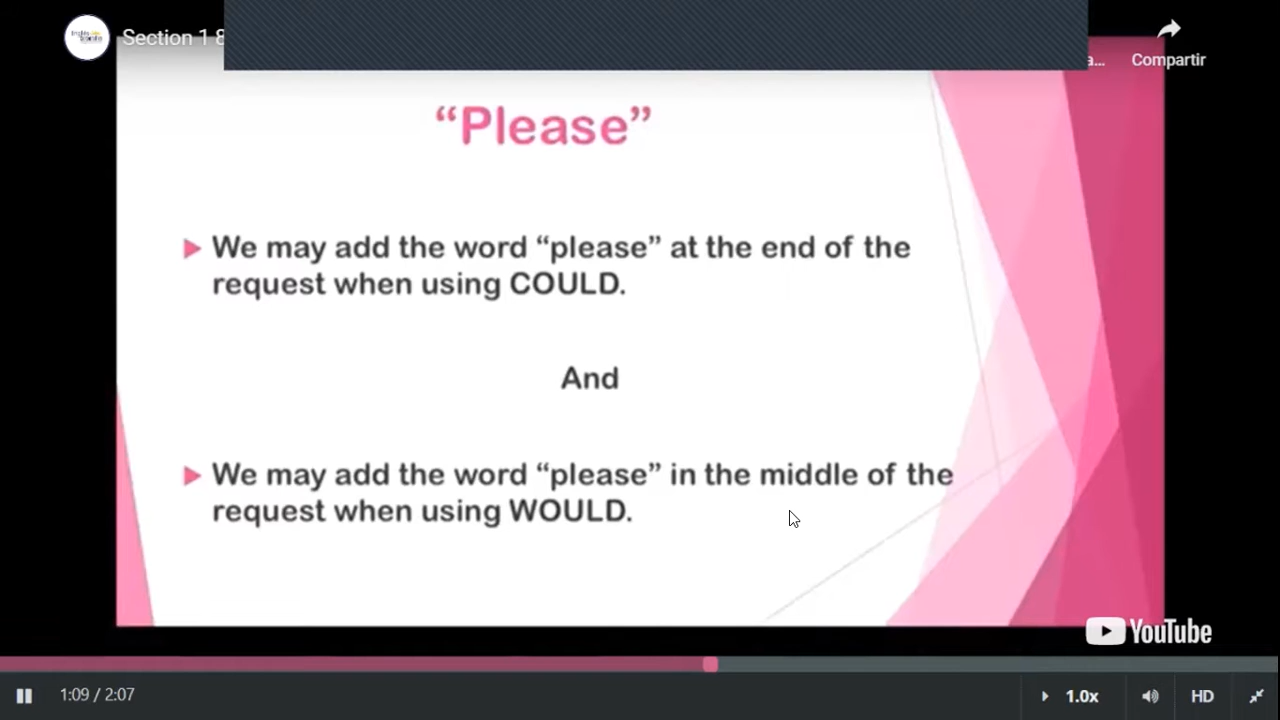 Section 1 8
a...
Compartir
“Please”
We may add the word “please” at the end of the
request when using COULD.
And
We may add the word “please” in the middle of the
request when using WOULD.
YouTube
1:09 / 2:07
1.0x
HD